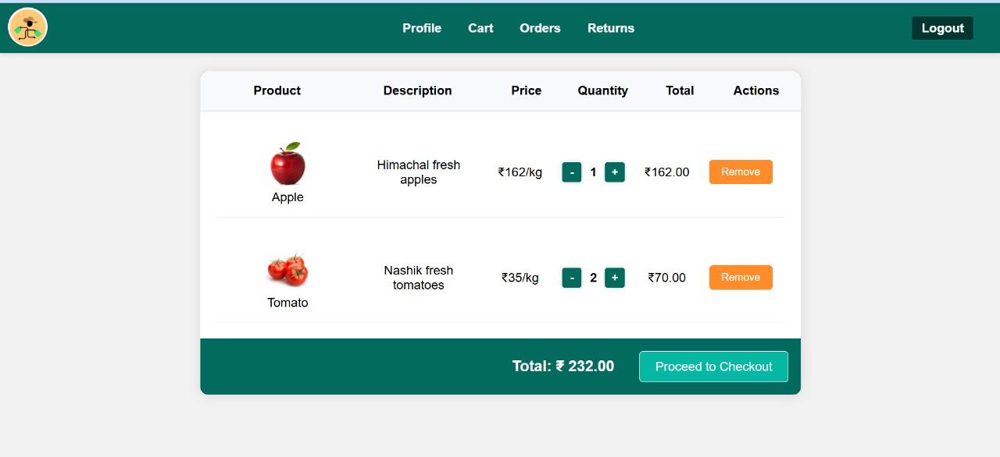 Profile Cart Orders Returns Logout
Product Description Price Quantity Total Actions
Himachal fresh
apples
₹162/kg - 1 + ₹162.00 Remove
Apple
Nashik fresh
tomatoes
₹35/kg - 2 + ₹70.00 Remove
Tomato
Total: ₹ 232.00 Proceed to Checkout